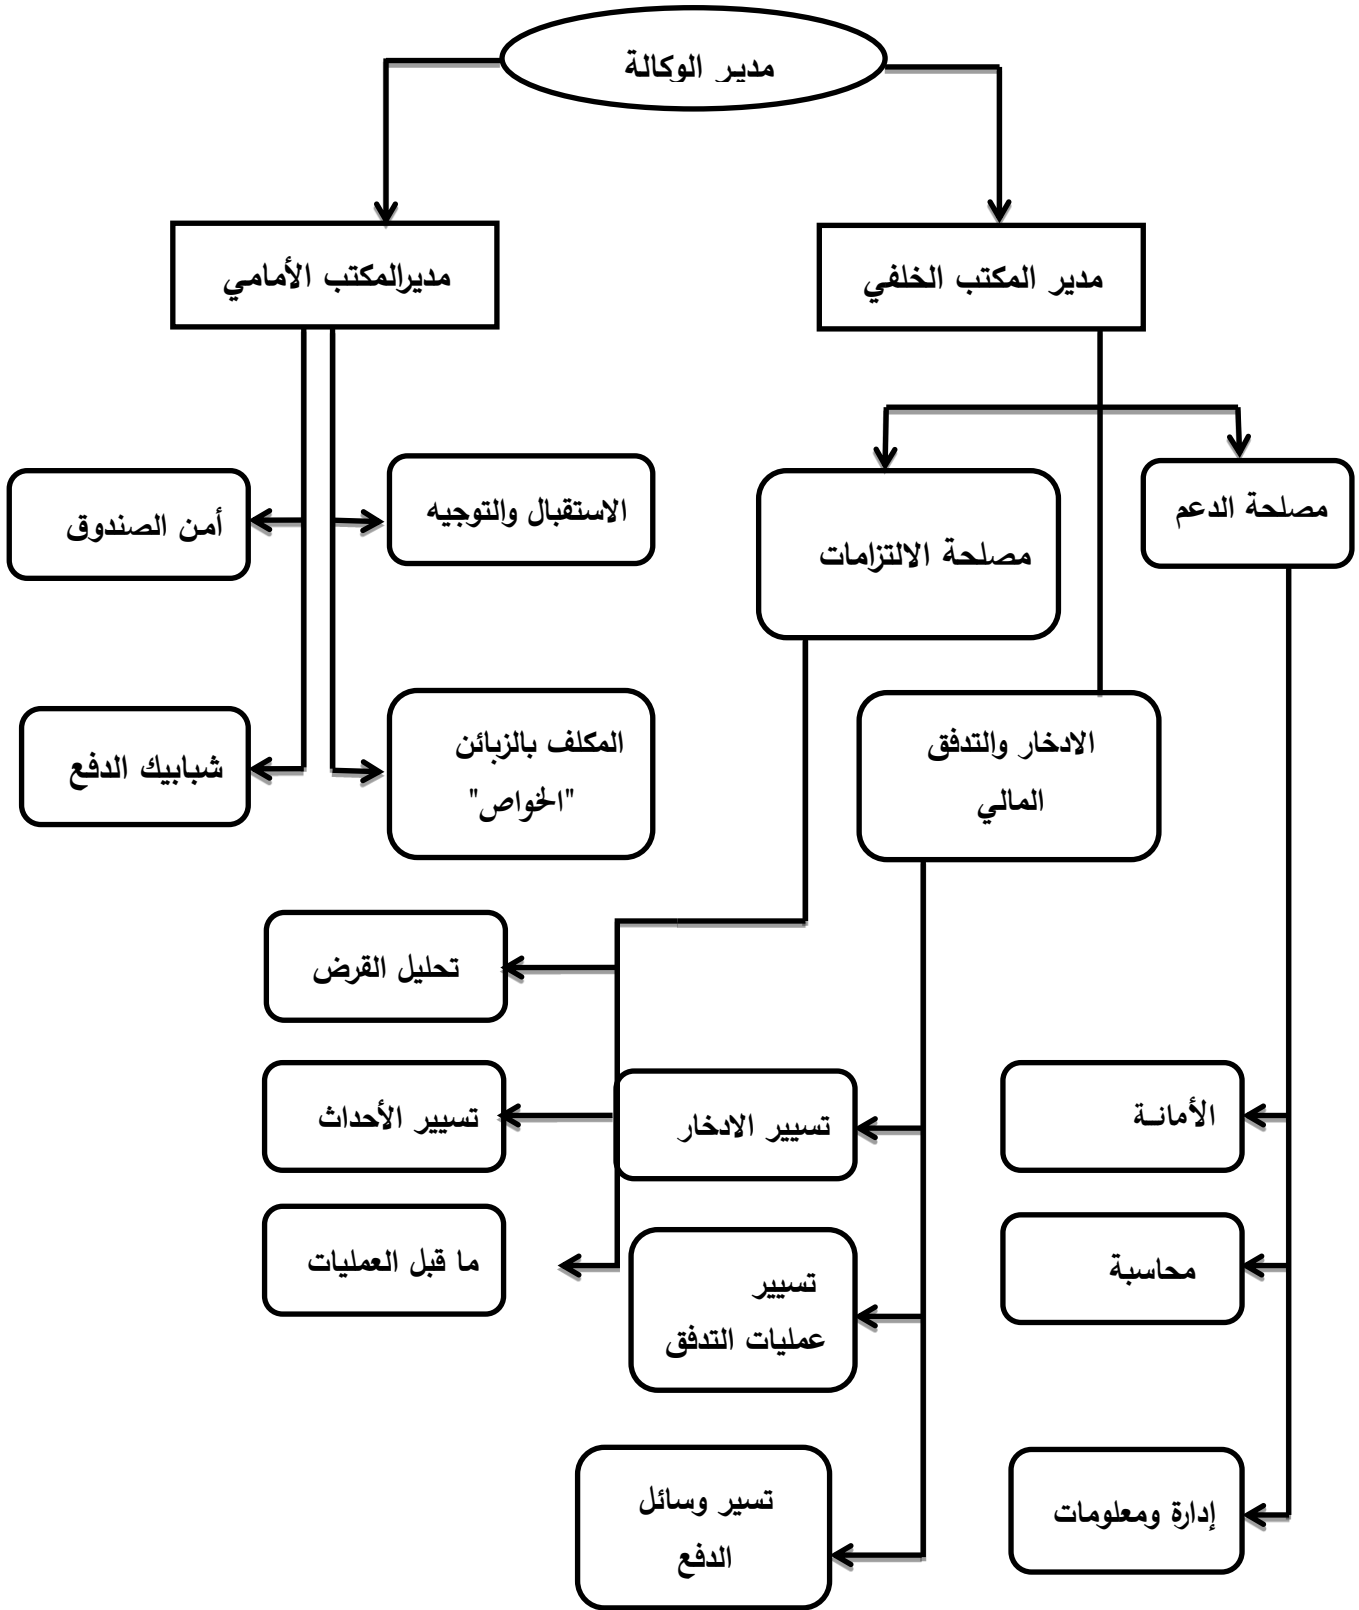 مدير الوكالة
مدير المكتب الخلفي
مديرالمكتب الأمامي
مصلحة الدعم
مصلحة الالتزامات
الاستقبال والتوجيه
أمن الصندوق
الادخار والتدفق
المالي
المكلف بالزبائن
"الخواص"
شبابيك الدفع
تحليل القرض
الأمانــة
تسيير الادخار
تسيير الأحداث
محاسبة
تسيير
عمليات التدفق
ما قبل العمليات
إدارة ومعلومات
تسير وسائل
الدفع